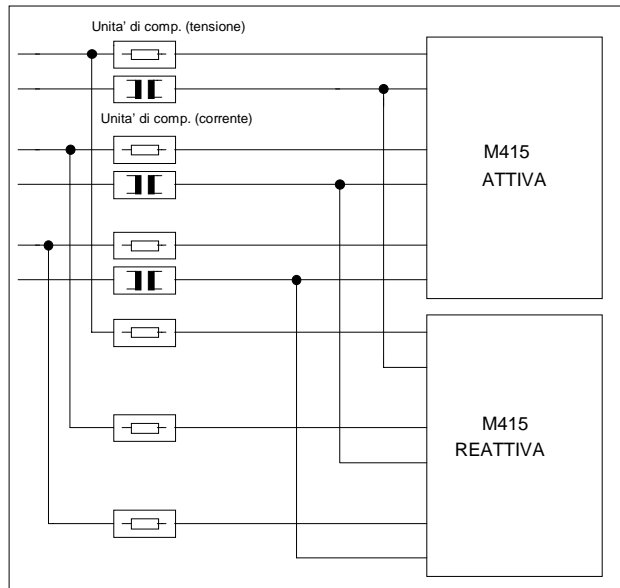 Unita' di comp. (tensione)
Unita' di comp. (corrente)
M415
ATTIVA
M415
REATTIVA